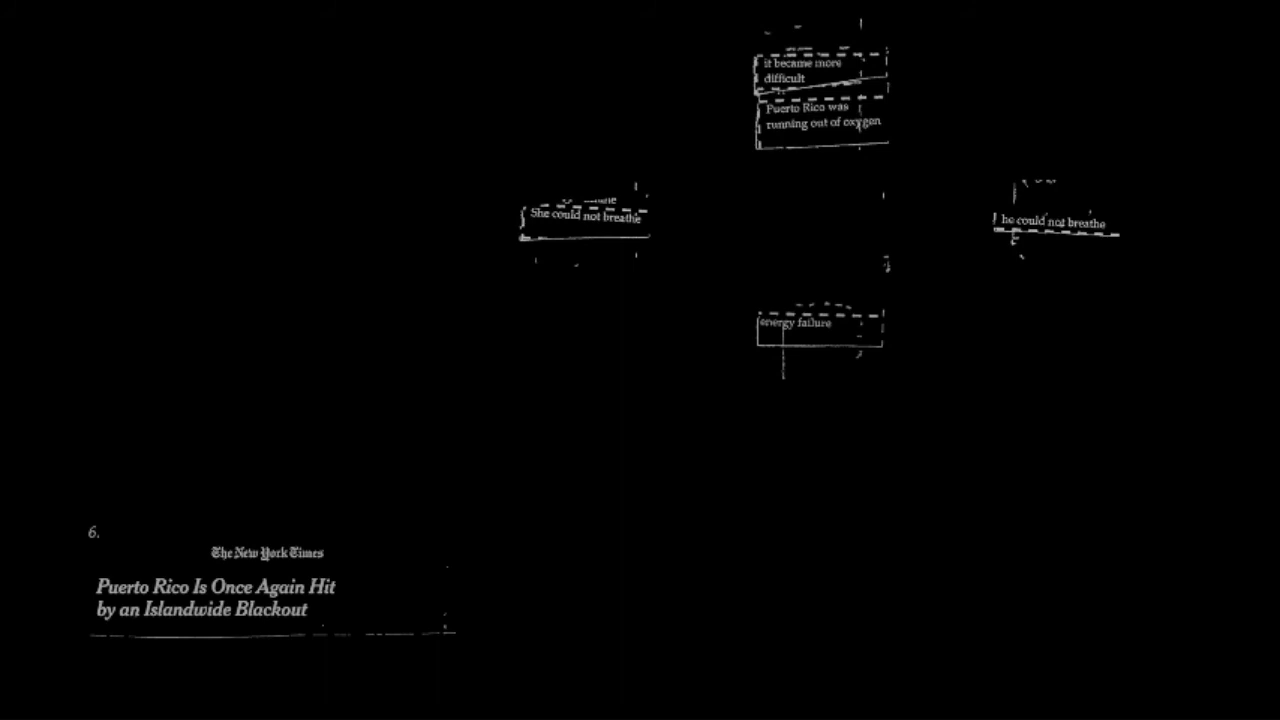 it became more
difficult
Puerto Rico was
running out of oxygen
She could not breathe
he could not breathe
energy failure
6.
The New York Times
Puerto Rico Is Once Again Hit
by an Islandwide Blackout